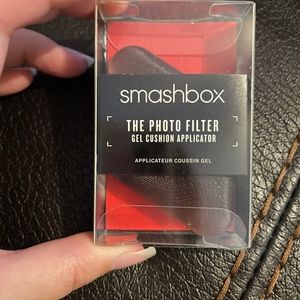 smashbox
THE PHOTO FILTER
GEL CUSHION APPLICATOR
APPLICATEUR COUSSIN GEL